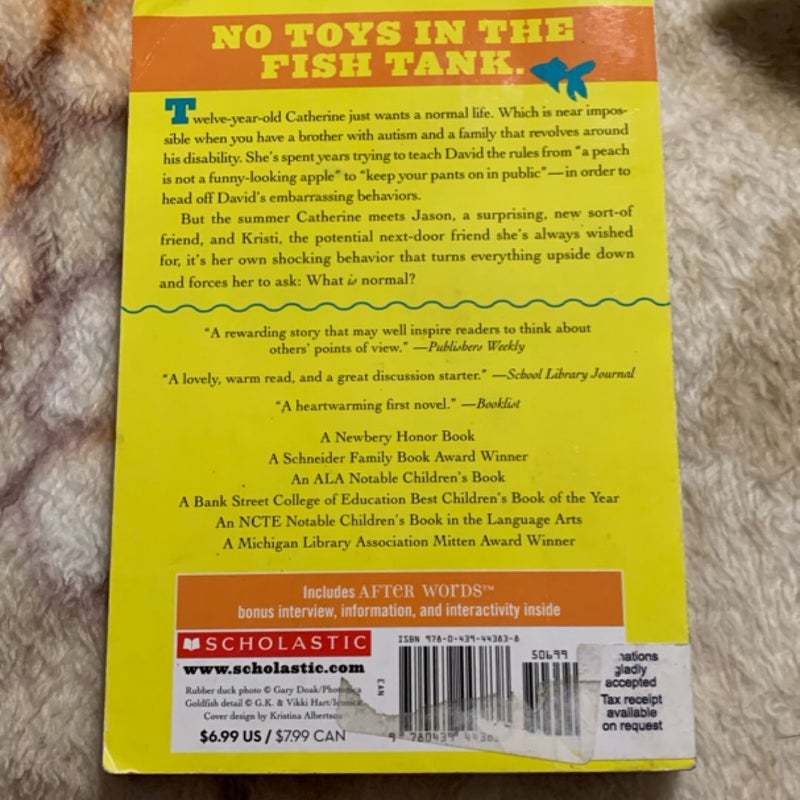 NO TOYS IN THE
FISH TANK.
Twelve-year-old Catherine just wants a normal life. Which is near impos-
sible when you have a brother with autism and a family that revolves around
his disability. She's spent years trying to teach David the rules from "a peach
is not a funny-looking apple" to "keep your pants on in public"—in order to
head off David's embarrassing behaviors.
But the summer Catherine meets Jason, a surprising, new sort-of
friend, and Kristi, the potential next-door friend she's always wished
for, it's her own shocking behavior that turns everything upside down
and forces her to ask: What is normal?
"A rewarding story that may well inspire readers to think about
others' points of view." —Publishers Weekly
"A lovely, warm read, and a great discussion starter." —School Library Journal
"A heartwarming first novel." —Booklist
A Newbery Honor Book
A Schneider Family Book Award Winner
An ALA Notable Children's Book
A Bank Street College of Education Best Children's Book of the Year
An NCTE Notable Children's Book in the Language Arts
A Michigan Library Association Mitten Award Winner
Includes AFTER WORDS™
bonus interview, information, and interactivity inside
SCHOLASTIC
www.scholastic.com
Rubber duck photo © Gary Doak/
Goldfish detail © G.K. & Vikki Hart/
Cover design by Kristina
$6.99 US / $7.99 CAN
ISBN 978-0-439-44383-8
50699
EAN
9 780439
gladly
accepted
Tax receipt
available
on request